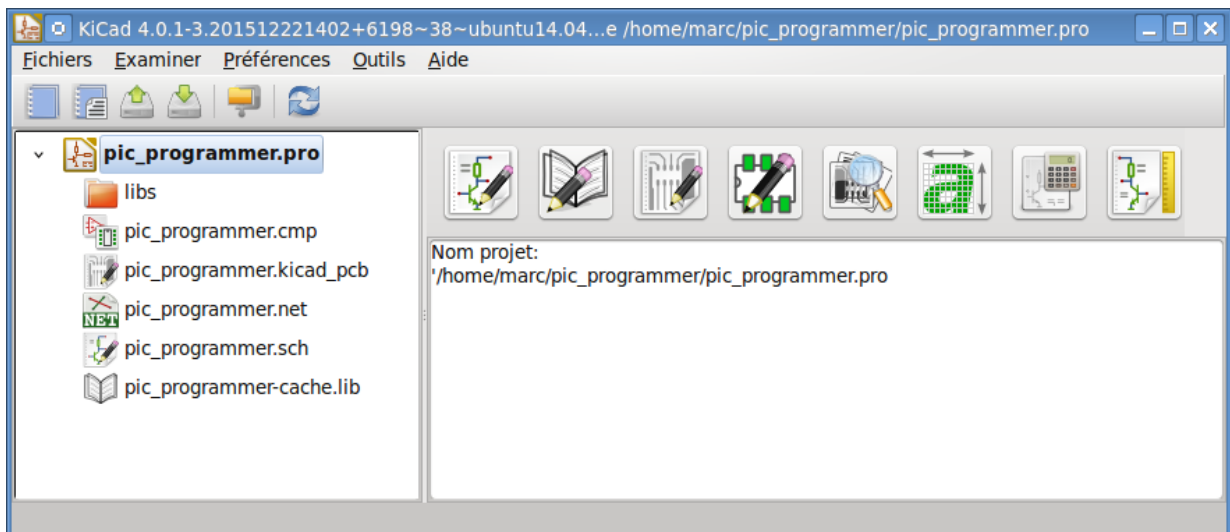 KiCad 4.0.1-3.201512221402+6198~38~ubuntu14.04...e /home/marc/pic_programmer/pic_programmer.pro
Fichiers Examiner Préférences Outils Aide
pic_programmer.pro
libs
pic_programmer.cmp
pic_programmer.kicad_pcb
NET pic_programmer.net
pic_programmer.sch
pic_programmer-cache.lib
a
Nom projet:
'/home/marc/pic_programmer/pic_programmer.pro